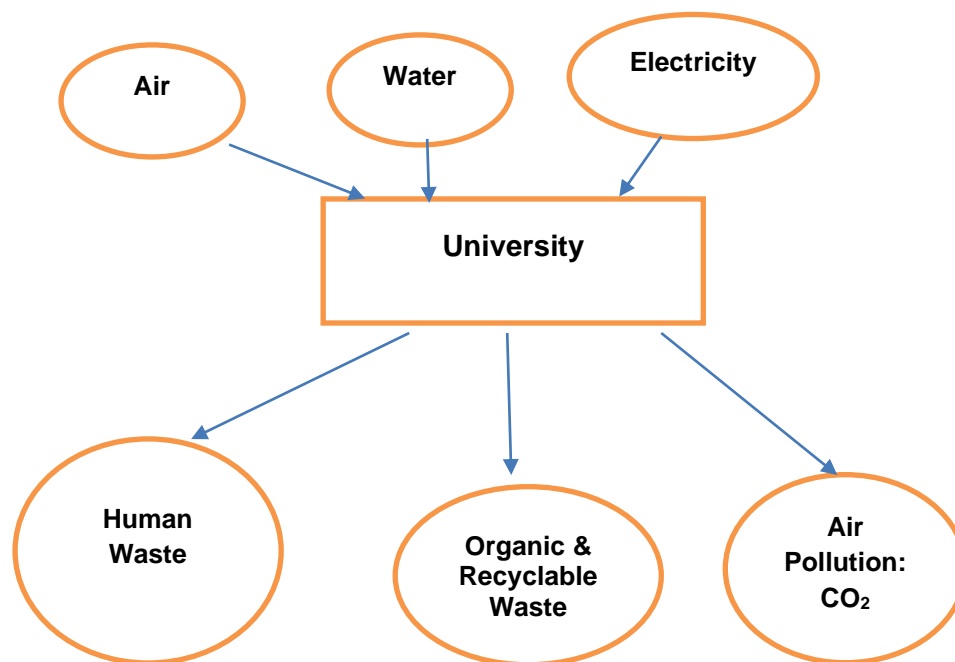 Air
Water
Electricity
University
Human
Waste
Organic &
Recyclable
Waste
Air
Pollution:
CO₂